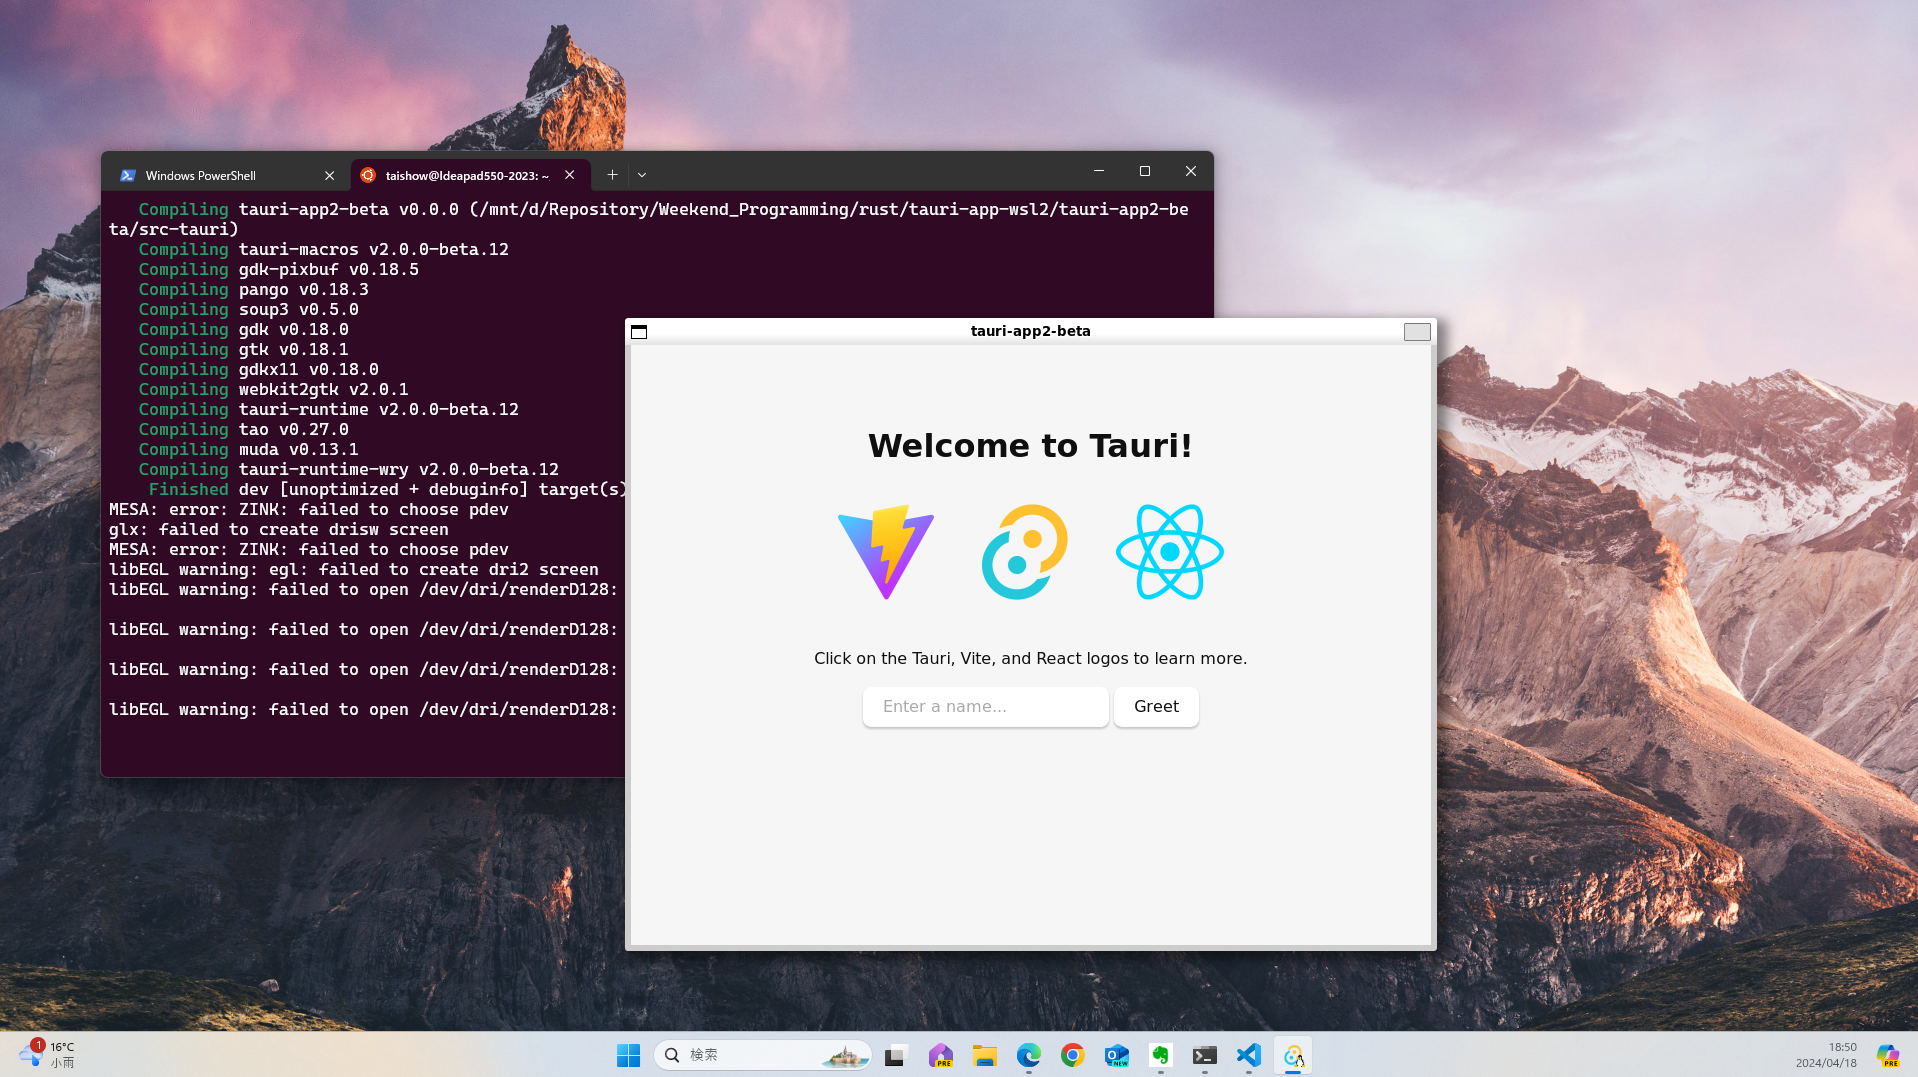 Windows PowerShell
taishow@Ideapad550-2023: ~
Compiling tauri-app2-beta v0.0.0 (/mnt/d/Repository/Weekend_Programming/rust/tauri-app-wsl2/tauri-app2-be
ta/src-tauri)
Compiling tauri-macros v2.0.0-beta.12
Compiling gdk-pixbuf v0.18.5
Compiling pango v0.18.3
Compiling soup3 v0.5.0
Compiling gdk v0.18.0
Compiling gtk v0.18.1
Compiling gdkx11 v0.18.0
Compiling webkit2gtk v2.0.1
Compiling tauri-runtime v2.0.0-beta.12
Compiling tao v0.27.0
Compiling muda v0.13.1
Compiling tauri-runtime-wry v2.0.0-beta.12
Finished dev [unoptimized + debuginfo] target(s)
MESA: error: ZINK: failed to choose pdev
glx: failed to create drisw screen
MESA: error: ZINK: failed to choose pdev
libEGL warning: egl: failed to create dri2 screen
libEGL warning: failed to open /dev/dri/renderD128:
libEGL warning: failed to open /dev/dri/renderD128:
libEGL warning: failed to open /dev/dri/renderD128:
libEGL warning: failed to open /dev/dri/renderD128:
tauri-app2-beta
Welcome to Tauri!
Click on the Tauri, Vite, and React logos to learn more.
Enter a name...
Greet
1
16°C
小雨
検索
PRE
NEW
18:50
2024/04/18
PRE